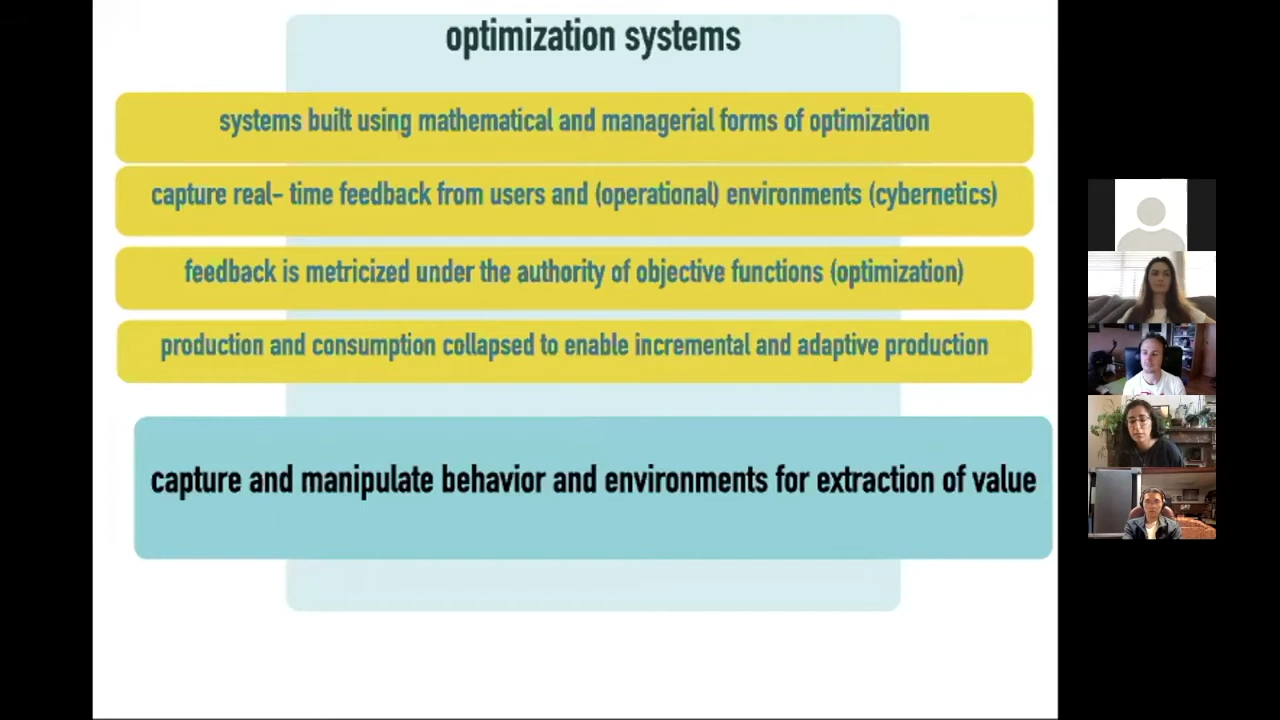 optimization systems
systems built using mathematical and managerial forms of optimization
capture real- time feedback from users and (operational) environments (cybernetics)
feedback is metricized under the authority of objective functions (optimization)
production and consumption collapsed to enable incremental and adaptive production
capture and manipulate behavior and environments for extraction of value